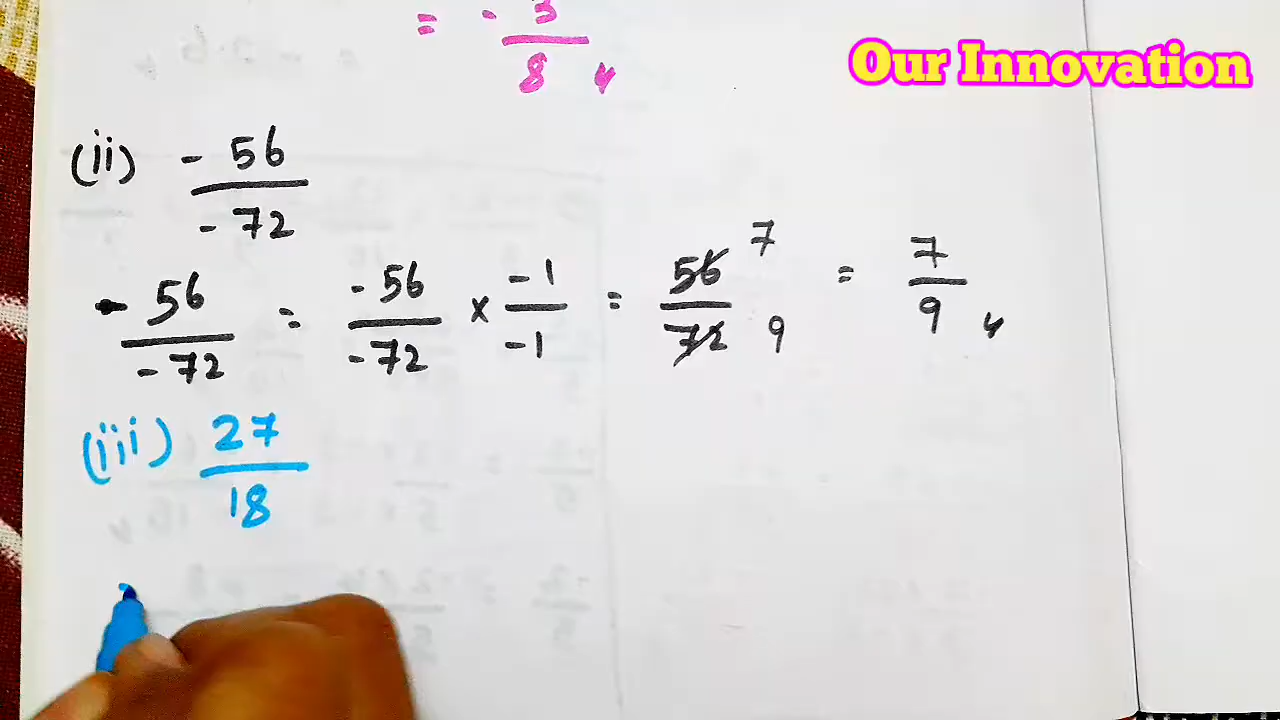 = - 3/8
Our Innovation
(ii) - 56/-72
- 56/-72 = - 56/-72 × -1/-1 = 56/72 7/9 = 7/9
(iii) 27/18